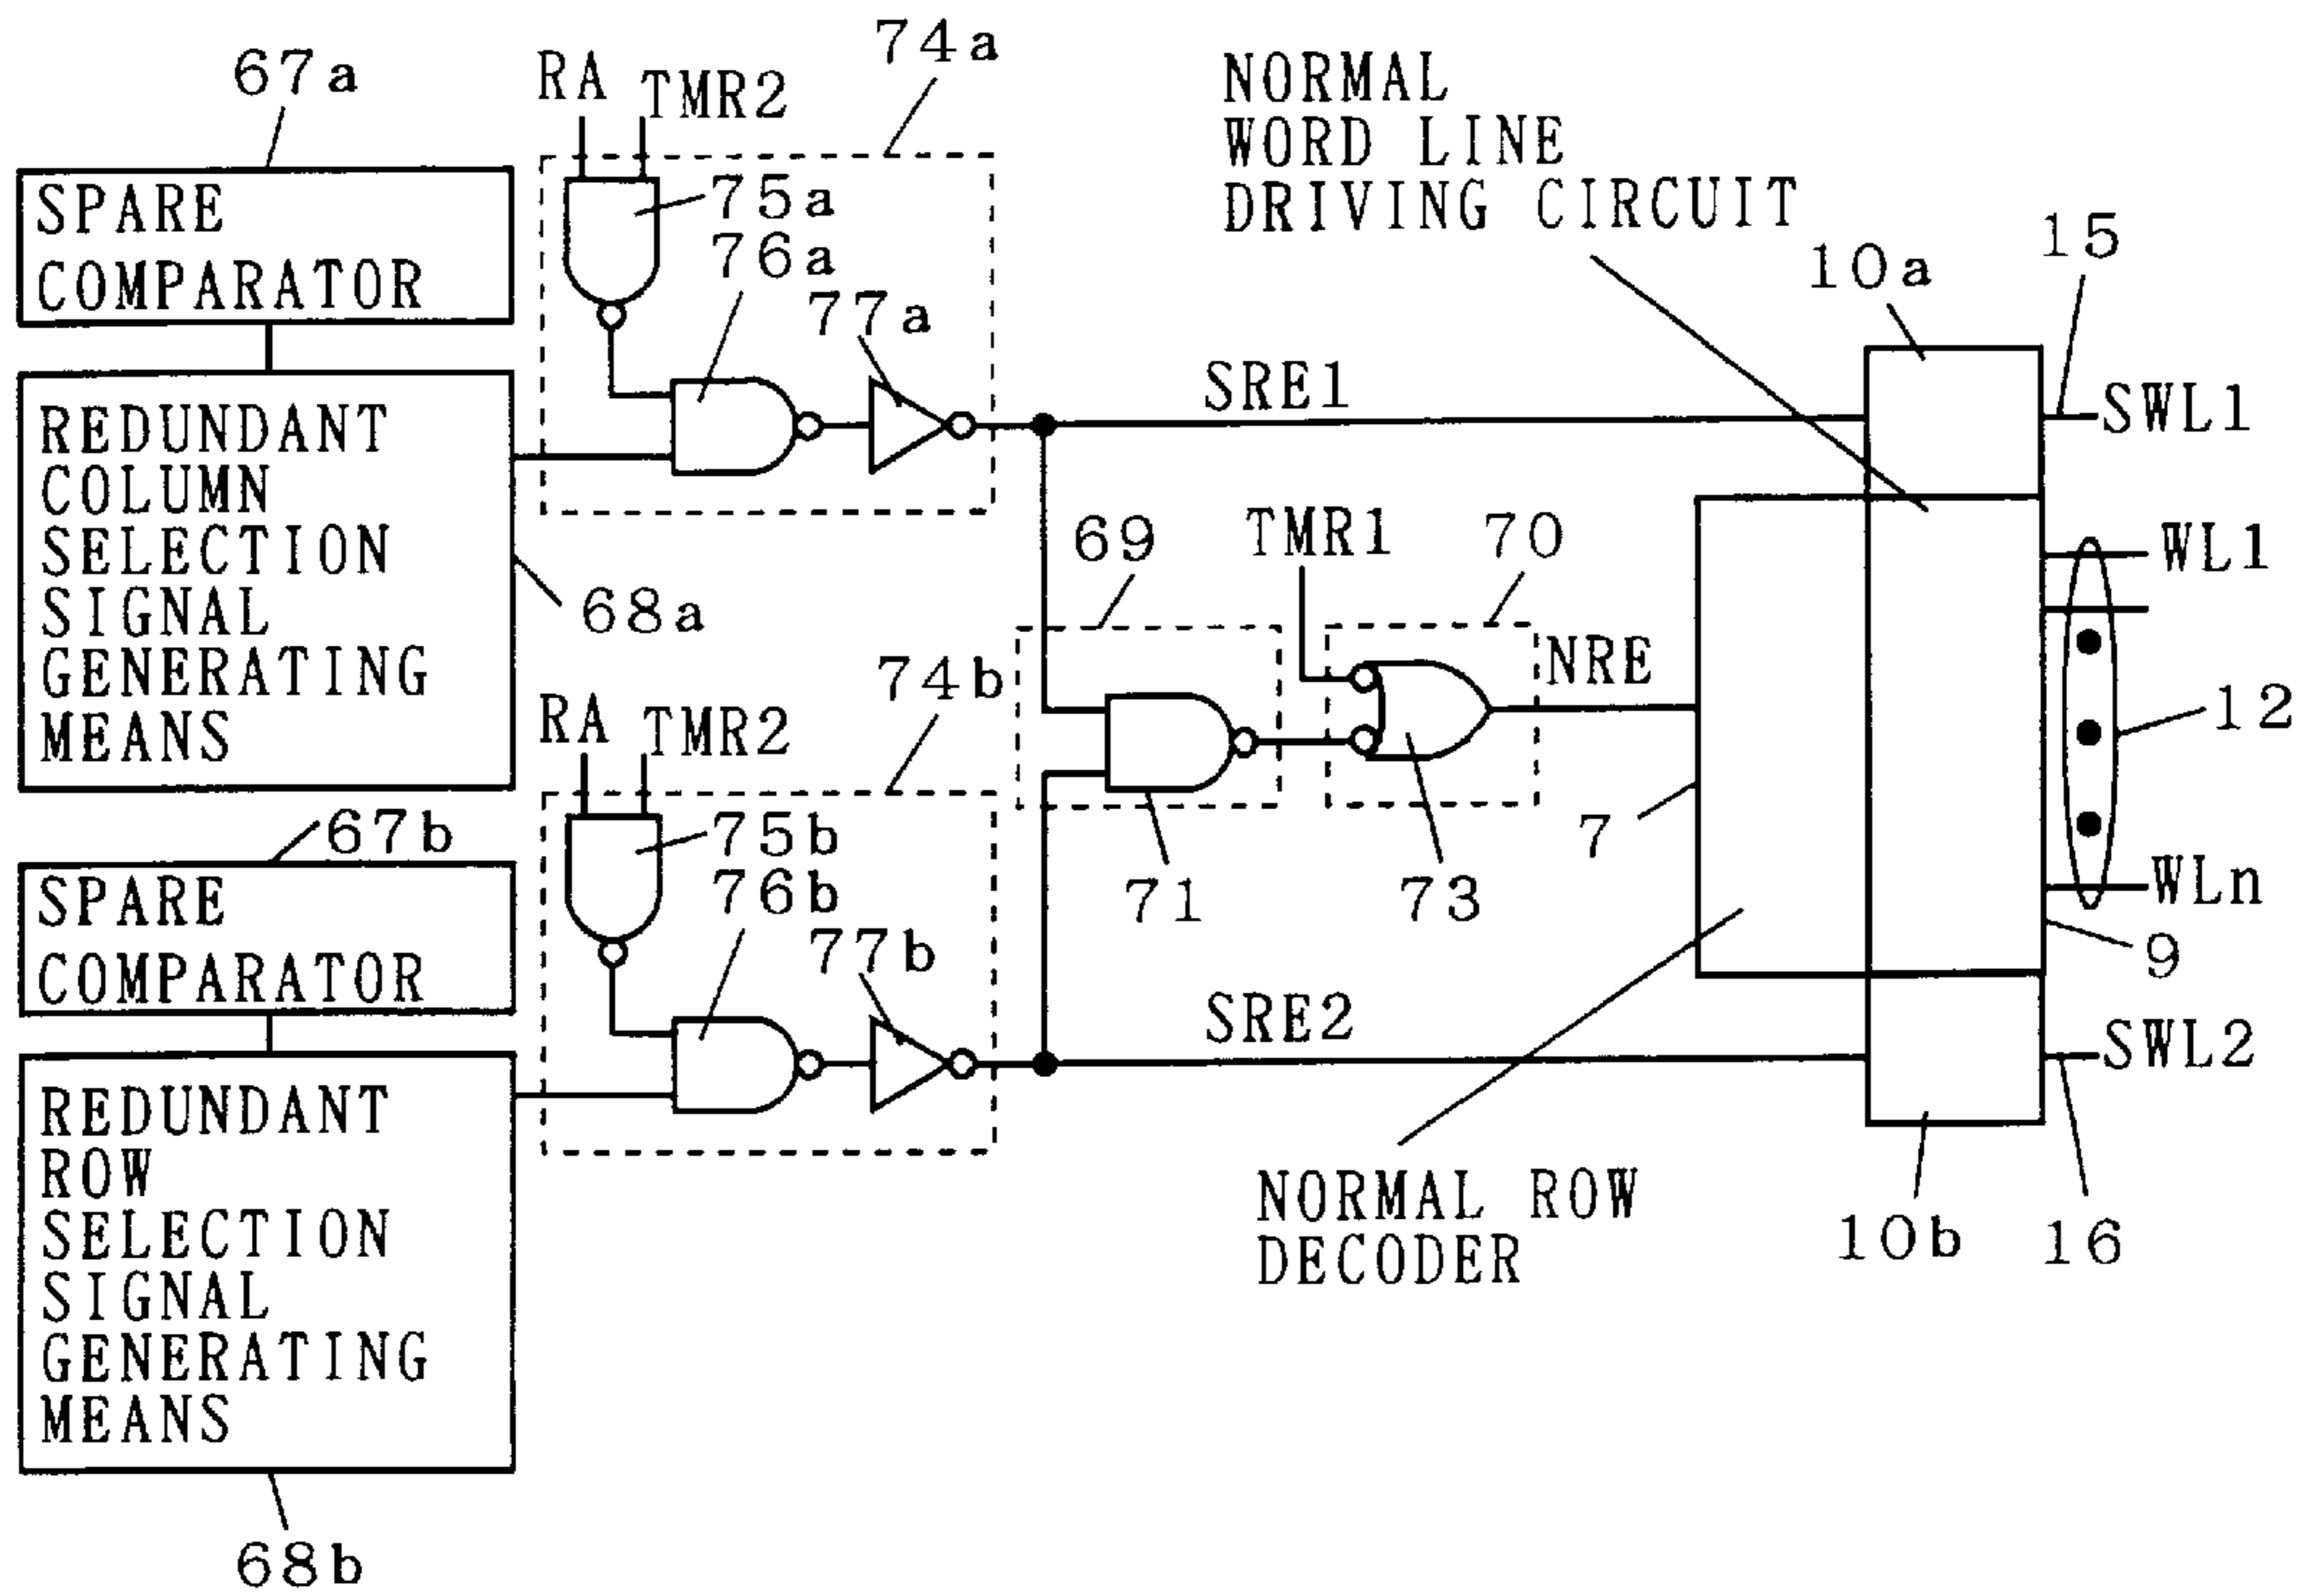 67a
SPARE
COMPARATOR
REDUNDANT
COLUMN
SELECTION
SIGNAL
GENERATING
MEANS
68a
67b
SPARE
COMPARATOR
REDUNDANT
ROW
SELECTION
SIGNAL
GENERATING
MEANS
68b
RA
TMR2
74a
75a
76a
77a
RA
TMR2
74b
75b
76b
77b
SRE1
69
TMR1
70
NRE
71
73
SRE2
NORMAL
WORD LINE
DRIVING CIRCUIT
10a
15
SWL1
WL1
12
7
WLn
9
SWL2
NORMAL ROW
DECODER
10b
16